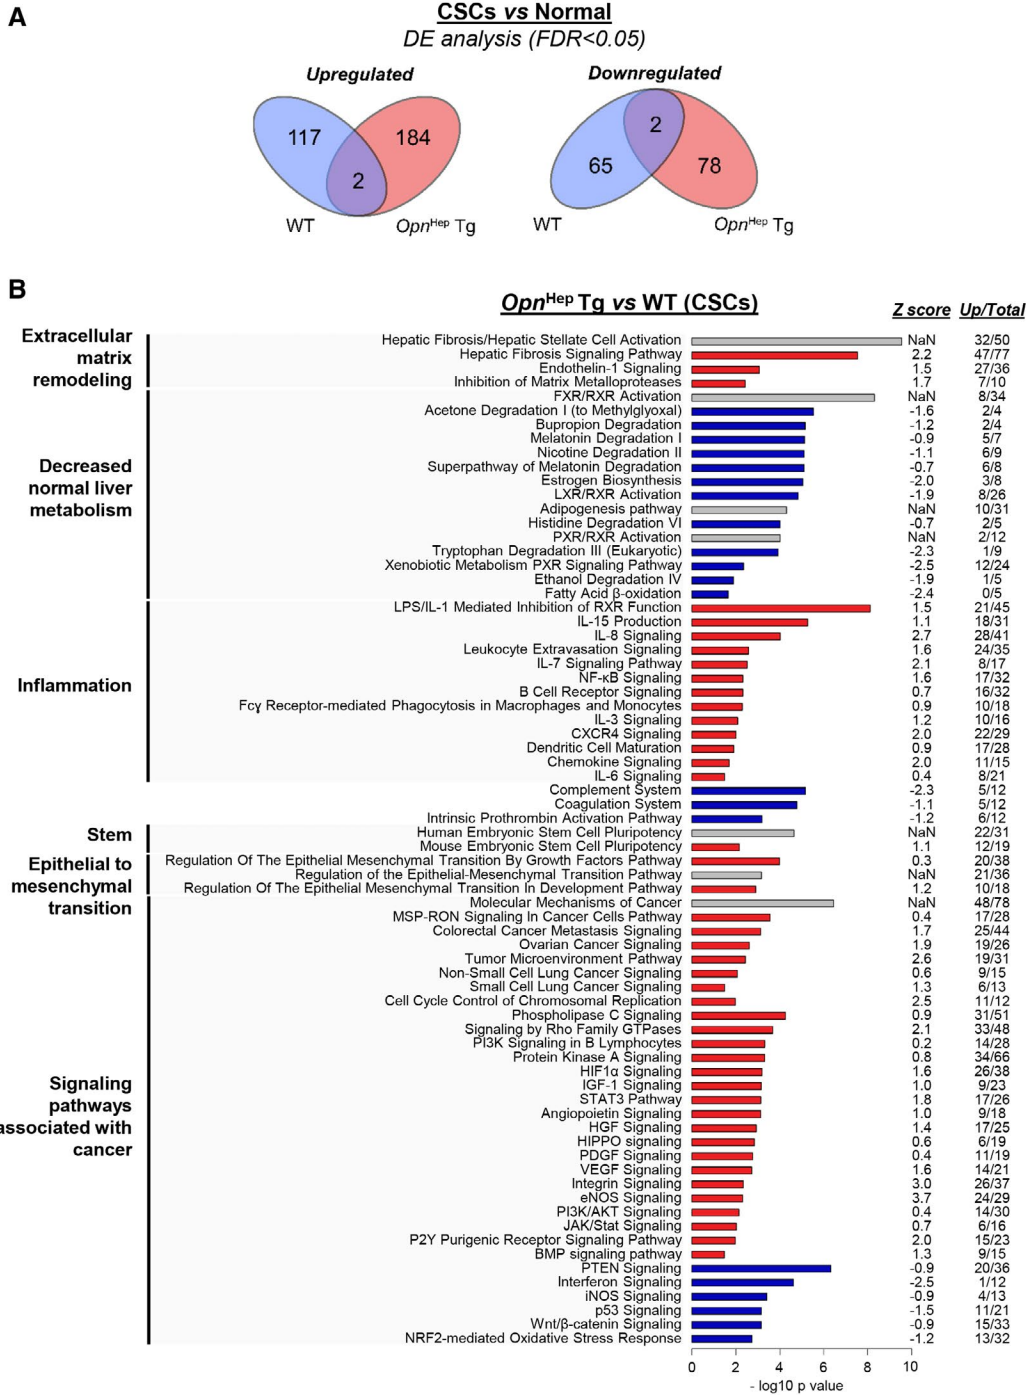 A
CSCs vs Normal
DE analysis (FDR<0.05)
Upregulated
Downregulated
117
184
2
WT
OpnHep Tg
2
65
78
WT
OpnHep Tg
B
OpnHep Tg vs WT (CSCs)
Z score Up/Total
Extracellular
matrix
remodeling
Hepatic Fibrosis/Hepatic Stellate Cell Activation NaN 32/50
Hepatic Fibrosis Signaling Pathway 2.2 47/77
Endothelin-1 Signaling 1.5 27/36
Inhibition of Matrix Metalloproteases 1.7 7/10
Decreased
normal liver
metabolism
FXR/RXR Activation NaN 8/34
Acetone Degradation I (to Methylglyoxal) -1.6 2/4
Bupropion Degradation -1.2 2/4
Melatonin Degradation I -0.9 5/7
Nicotine Degradation II -1.1 6/9
Superpathway of Melatonin Degradation -0.7 6/8
Estrogen Biosynthesis -2.0 3/8
LXR/RXR Activation -1.9 8/26
Adipogenesis pathway NaN 10/31
Histidine Degradation VI -0.7 2/5
PXR/RXR Activation NaN 2/12
Tryptophan Degradation III (Eukaryotic) -2.3 1/9
Xenobiotic Metabolism PXR Signaling Pathway -2.5 12/24
Ethanol Degradation IV -1.9 1/5
Fatty Acid β-oxidation -2.4 0/5
Inflammation
LPS/IL-1 Mediated Inhibition of RXR Function 1.5 21/45
IL-15 Production 1.1 18/31
IL-8 Signaling 2.7 28/41
Leukocyte Extravasation Signaling 1.6 24/35
IL-7 Signaling Pathway 2.1 8/17
NF-κB Signaling 1.6 17/32
B Cell Receptor Signaling 0.7 16/32
Fcγ Receptor-mediated Phagocytosis in Macrophages and Monocytes 0.9 10/18
IL-3 Signaling 1.2 10/16
CXCR4 Signaling 2.0 22/29
Dendritic Cell Maturation 0.9 17/28
Chemokine Signaling 2.0 11/15
IL-6 Signaling 0.4 8/21
Complement System -2.3 5/12
Coagulation System -1.1 5/12
Intrinsic Prothrombin Activation Pathway -1.2 6/12
Stem
Human Embryonic Stem Cell Pluripotency NaN 22/31
Mouse Embryonic Stem Cell Pluripotency 1.1 12/19
Epithelial to
mesenchymal
transition
Regulation Of The Epithelial Mesenchymal Transition By Growth Factors Pathway 0.3 20/38
Regulation of the Epithelial-Mesenchymal Transition Pathway NaN 21/36
Regulation Of The Epithelial Mesenchymal Transition In Development Pathway 1.2 10/18
Signaling
pathways
associated with
cancer
Molecular Mechanisms of Cancer NaN 48/78
MSP-RON Signaling In Cancer Cells Pathway 0.4 17/28
Colorectal Cancer Metastasis Signaling 1.7 25/44
Ovarian Cancer Signaling 1.9 19/26
Tumor Microenvironment Pathway 2.6 19/31
Non-Small Cell Lung Cancer Signaling 0.6 9/15
Small Cell Lung Cancer Signaling 1.3 6/13
Cell Cycle Control of Chromosomal Replication 2.5 11/12
Phospholipase C Signaling 0.9 31/51
Signaling by Rho Family GTPases 2.1 33/48
PI3K Signaling in B Lymphocytes 0.2 14/28
Protein Kinase A Signaling 0.8 34/66
HIF1α Signaling 1.6 26/38
IGF-1 Signaling 1.0 9/23
STAT3 Pathway 1.8 17/26
Angiopoietin Signaling 1.0 9/18
HGF Signaling 1.4 17/25
HIPPO signaling 0.6 6/19
PDGF Signaling 0.4 11/19
VEGF Signaling 1.6 14/21
Integrin Signaling 3.0 26/37
eNOS Signaling 3.7 24/29
PI3K/AKT Signaling 0.4 14/30
JAK/Stat Signaling 0.7 6/16
P2Y Purigenic Receptor Signaling Pathway 2.0 15/23
BMP signaling pathway 1.3 9/15
PTEN Signaling -0.9 20/36
Interferon Signaling -2.5 1/12
iNOS Signaling -0.9 4/13
p53 Signaling -1.5 11/21
Wnt/β-catenin Signaling -0.9 15/33
NRF2-mediated Oxidative Stress Response -1.2 13/32
0 2 4 6 8 10
- log10 p value